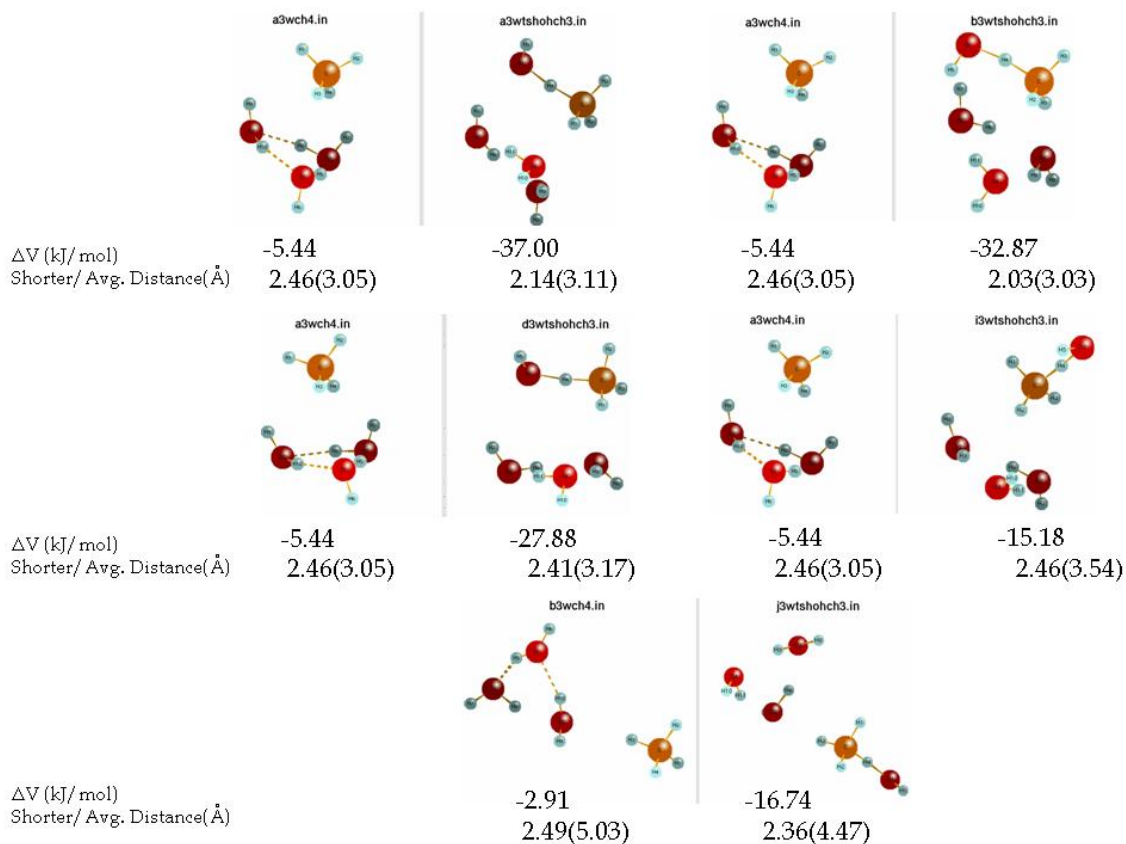 a3wch4.in a3wtshohch3.in a3wch4.in b3wtshohch3.in
ΔV (kJ/ mol) -5.44 -37.00 -5.44 -32.87
Shorter/ Avg. Distance(Å) 2.46(3.05) 2.14(3.11) 2.46(3.05) 2.03(3.03)
a3wch4.in d3wtshohch3.in a3wch4.in i3wtshohch3.in
ΔV (kJ/ mol) -5.44 -27.88 -5.44 -15.18
Shorter/ Avg. Distance(Å) 2.46(3.05) 2.41(3.17) 2.46(3.05) 2.46(3.54)
b3wch4.in j3wtshohch3.in
ΔV (kJ/ mol) -2.91 -16.74
Shorter/ Avg. Distance(Å) 2.49(5.03) 2.36(4.47)